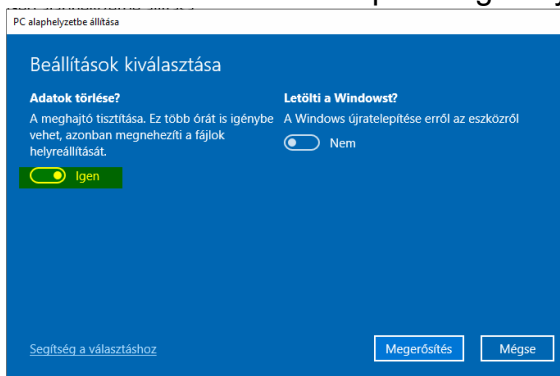 PC alaphelyzetbe állítása
Beállítások kiválasztása
Adatok törlése?
A meghajtó tisztítása. Ez több órát is igénybe
vehet, azonban megnehezíti a fájlok
helyreállítását.
Igen
Letölti a Windowst?
A Windows újratelepítése erről az eszközről
Nem
Segítség a választáshoz
Megerősítés
Mégse